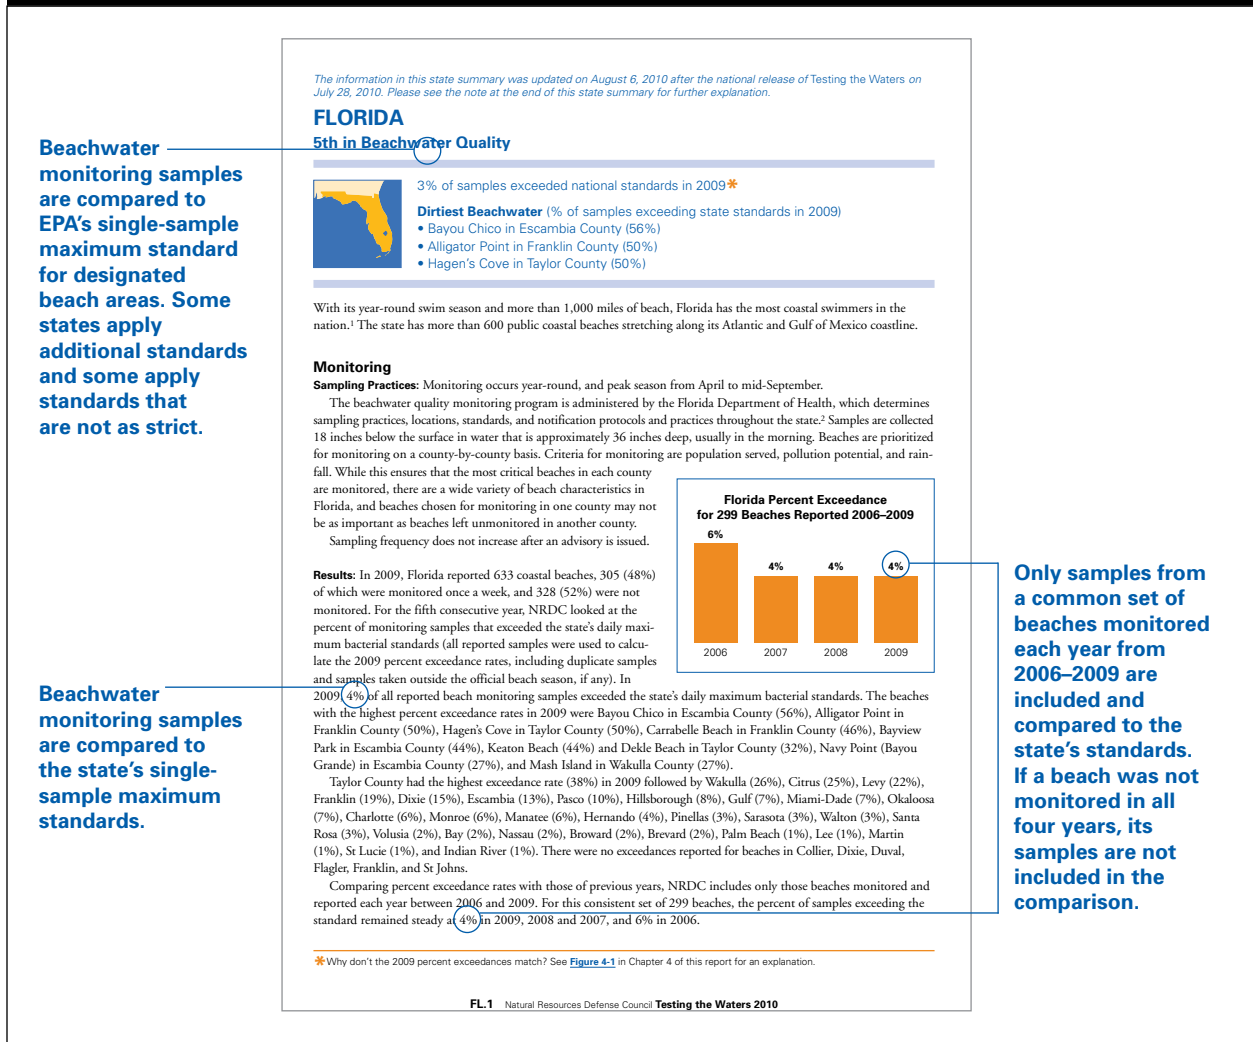 Beachwater
monitoring samples
are compared to
EPA’s single-sample
maximum standard
for designated
beach areas. Some
states apply
additional standards
and some apply
standards that
are not as strict.
Beachwater
monitoring samples
are compared to
the state’s single-
sample maximum
standards.
The information in this state summary was updated on August 6, 2010 after the national release of Testing the Waters on
July 28, 2010. Please see the note at the end of this state summary for further explanation.
FLORIDA
5th in Beachwater Quality
3% of samples exceeded national standards in 2009*
Dirtiest Beachwater (% of samples exceeding state standards in 2009)
• Bayou Chico in Escambia County (56%)
• Alligator Point in Franklin County (50%)
• Hagen’s Cove in Taylor County (50%)
With its year-round swim season and more than 1,000 miles of beach, Florida has the most coastal swimmers in the
nation.¹ The state has more than 600 public coastal beaches stretching along its Atlantic and Gulf of Mexico coastline.
Monitoring
Sampling Practices: Monitoring occurs year-round, and peak season from April to mid-September.
The beachwater quality monitoring program is administered by the Florida Department of Health, which determines
sampling practices, locations, standards, and notification protocols and practices throughout the state.² Samples are collected
18 inches below the surface in water that is approximately 36 inches deep, usually in the morning. Beaches are prioritized
for monitoring on a county-by-county basis. Criteria for monitoring are population served, pollution potential, and rain-
fall. While this ensures that the most critical beaches in each county
are monitored, there are a wide variety of beach characteristics in
Florida, and beaches chosen for monitoring in one county may not
be as important as beaches left unmonitored in another county.
Sampling frequency does not increase after an advisory is issued.
Results: In 2009, Florida reported 633 coastal beaches, 305 (48%)
of which were monitored once a week, and 328 (52%) were not
monitored. For the fifth consecutive year, NRDC looked at the
percent of monitoring samples that exceeded the state’s daily maxi-
mum bacterial standards (all reported samples were used to calcu-
late the 2009 percent exceedance rates, including duplicate samples
and samples taken outside the official beach season, if any). In
2009, 4% of all reported beach monitoring samples exceeded the state’s daily maximum bacterial standards. The beaches
with the highest percent exceedance rates in 2009 were Bayou Chico in Escambia County (56%), Alligator Point in
Franklin County (50%), Hagen’s Cove in Taylor County (50%), Carrabelle Beach in Franklin County (46%), Bayview
Park in Escambia County (44%), Keaton Beach (44%) and Dekle Beach in Taylor County (32%), Navy Point (Bayou
Grande) in Escambia County (27%), and Mash Island in Wakulla County (27%).
Taylor County had the highest exceedance rate (38%) in 2009 followed by Wakulla (26%), Citrus (25%), Levy (22%),
Franklin (19%), Dixie (15%), Escambia (13%), Pasco (10%), Hillsborough (8%), Gulf (7%), Miami-Dade (7%), Okaloosa
(7%), Charlotte (6%), Monroe (6%), Manatee (6%), Hernando (4%), Pinellas (3%), Sarasota (3%), Walton (3%), Santa
Rosa (3%), Volusia (2%), Bay (2%), Nassau (2%), Broward (2%), Brevard (2%), Palm Beach (1%), Lee (1%), Martin
(1%), St Lucie (1%), and Indian River (1%). There were no exceedances reported for beaches in Collier, Dixie, Duval,
Flagler, Franklin, and St Johns.
Comparing percent exceedance rates with those of previous years, NRDC includes only those beaches monitored and
reported each year between 2006 and 2009. For this consistent set of 299 beaches, the percent of samples exceeding the
standard remained steady at 4% in 2009, 2008 and 2007, and 6% in 2006.
Florida Percent Exceedance
for 299 Beaches Reported 2006–2009
6%
4% 4% 4%
2006 2007 2008 2009
*Why don’t the 2009 percent exceedances match? See Figure 4-1 in Chapter 4 of this report for an explanation.
FL.1 Natural Resources Defense Council Testing the Waters 2010
Only samples from
a common set of
beaches monitored
each year from
2006–2009 are
included and
compared to the
state’s standards.
If a beach was not
monitored in all
four years, its
samples are not
included in the
comparison.